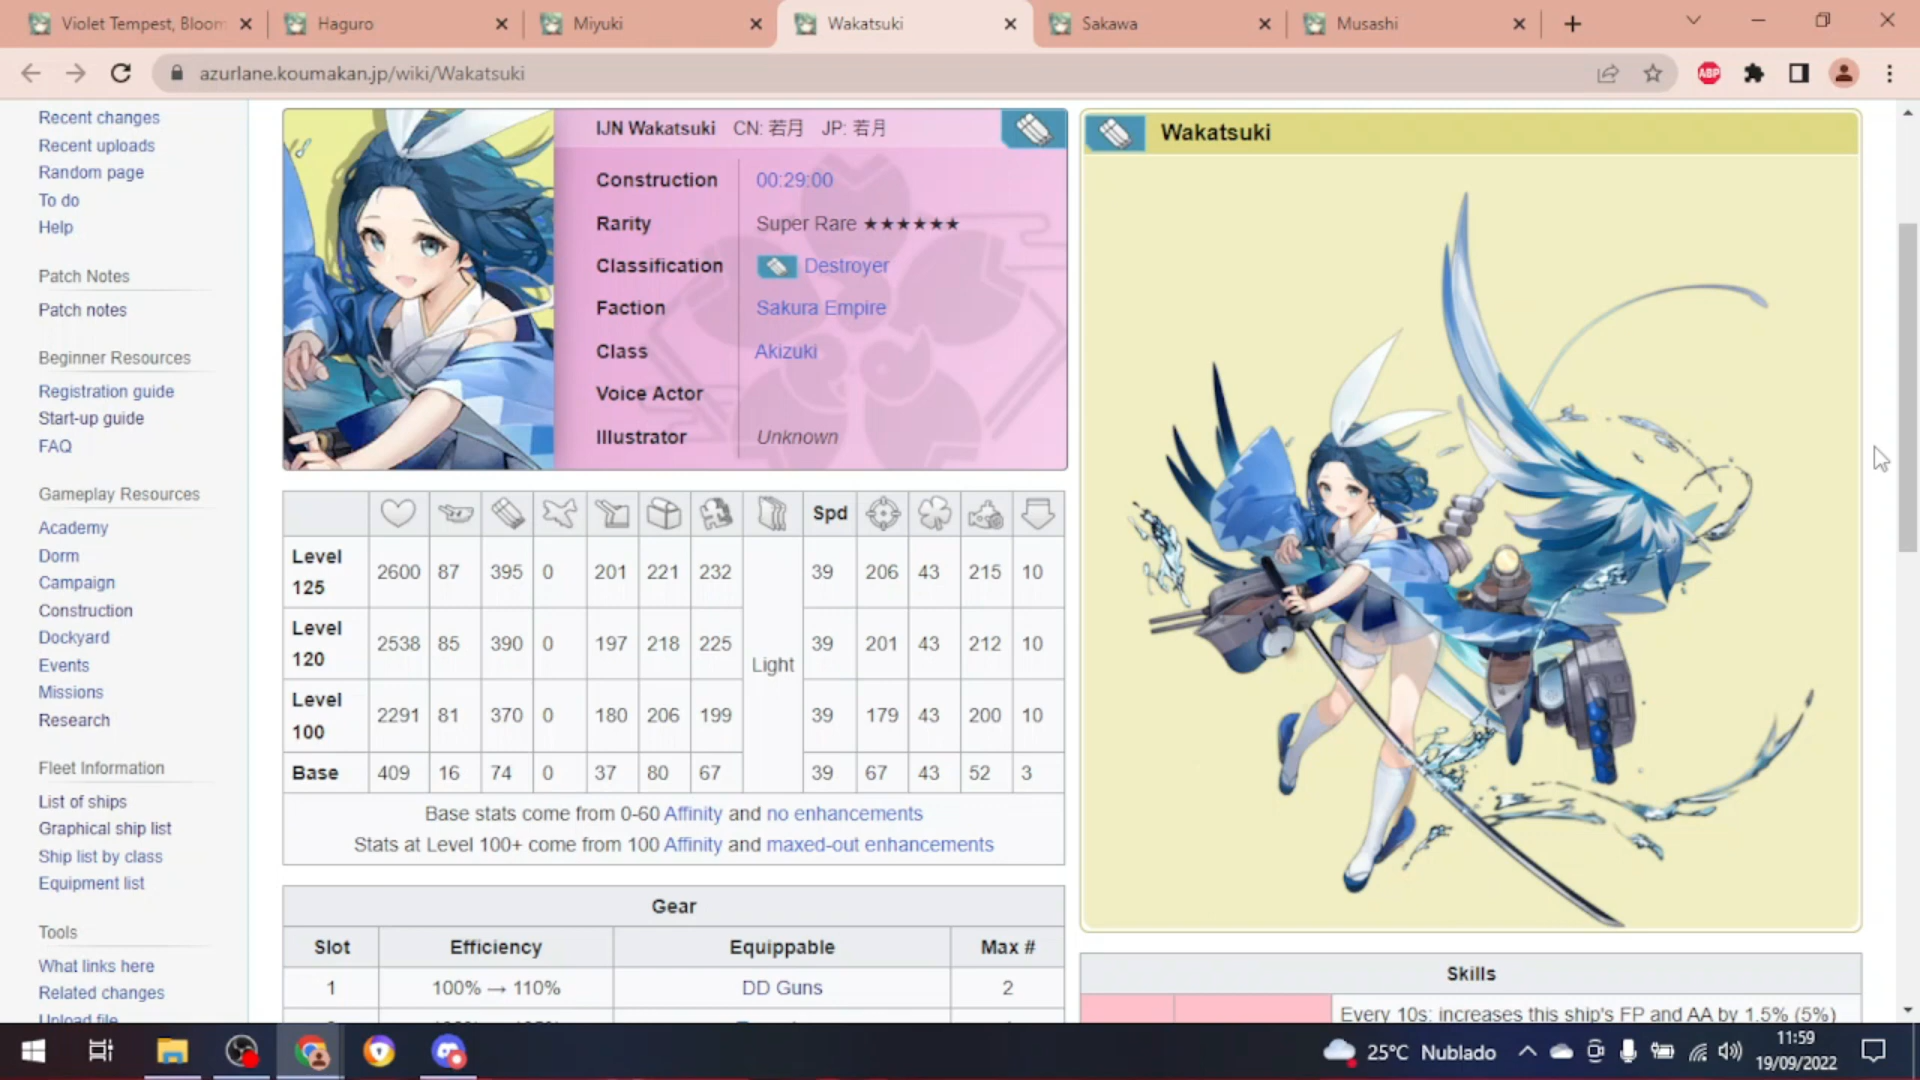 Violet Tempest, Bloom
Haguro
Miyuki
Wakatsuki
Sakawa
Musashi
azurlane.koumakan.jp/wiki/Wakatsuki
ABP
Recent changes
Recent uploads
Random page
To do
Help
Patch Notes
Patch notes
Beginner Resources
Registration guide
Start-up guide
FAQ
Gameplay Resources
Academy
Dorm
Campaign
Construction
Dockyard
Events
Missions
Research
Fleet Information
List of ships
Graphical ship list
Ship list by class
Equipment list
Tools
What links here
Related changes
Upload file
IJN Wakatsuki CN: 若月 JP: 若月
Construction 00:29:00
Rarity Super Rare ★★★★★★
Classification Destroyer
Faction Sakura Empire
Class Akizuki
Voice Actor
Illustrator Unknown
Spd
Level 125 2600 87 395 0 201 221 232 39 206 43 215 10
Level 120 2538 85 390 0 197 218 225 Light 39 201 43 212 10
Level 100 2291 81 370 0 180 206 199 39 179 43 200 10
Base 409 16 74 0 37 80 67 39 67 43 52 3
Base stats come from 0-60 Affinity and no enhancements
Stats at Level 100+ come from 100 Affinity and maxed-out enhancements
Gear
Slot Efficiency Equippable Max #
1 100% → 110% DD Guns 2
Wakatsuki
Skills
Every 10s: increases this ship's FP and AA by 1.5% (5%)
25°C Nublado
11:59
19/09/2022